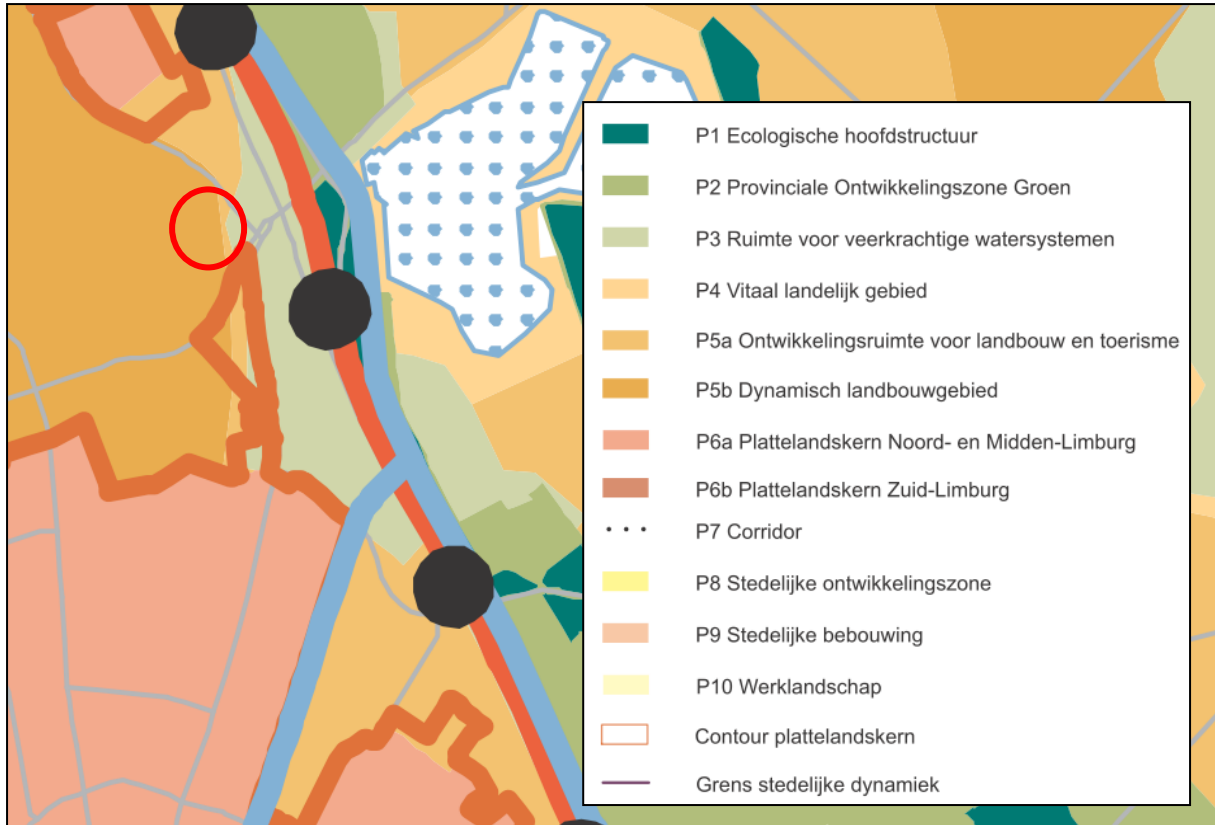 P1 Ecologische hoofdstructuur
P2 Provinciale Ontwikkelingszone Groen
P3 Ruimte voor veerkrachtige watersystemen
P4 Vitaal landelijk gebied
P5a Ontwikkelingsruimte voor landbouw en toerisme
P5b Dynamisch landbouwgebied
P6a Plattelandskern Noord- en Midden-Limburg
P6b Plattelandskern Zuid-Limburg
P7 Corridor
P8 Stedelijke ontwikkelingszone
P9 Stedelijke bebouwing
P10 Werklandschap
Contour plattelandskern
Grens stedelijke dynamiek